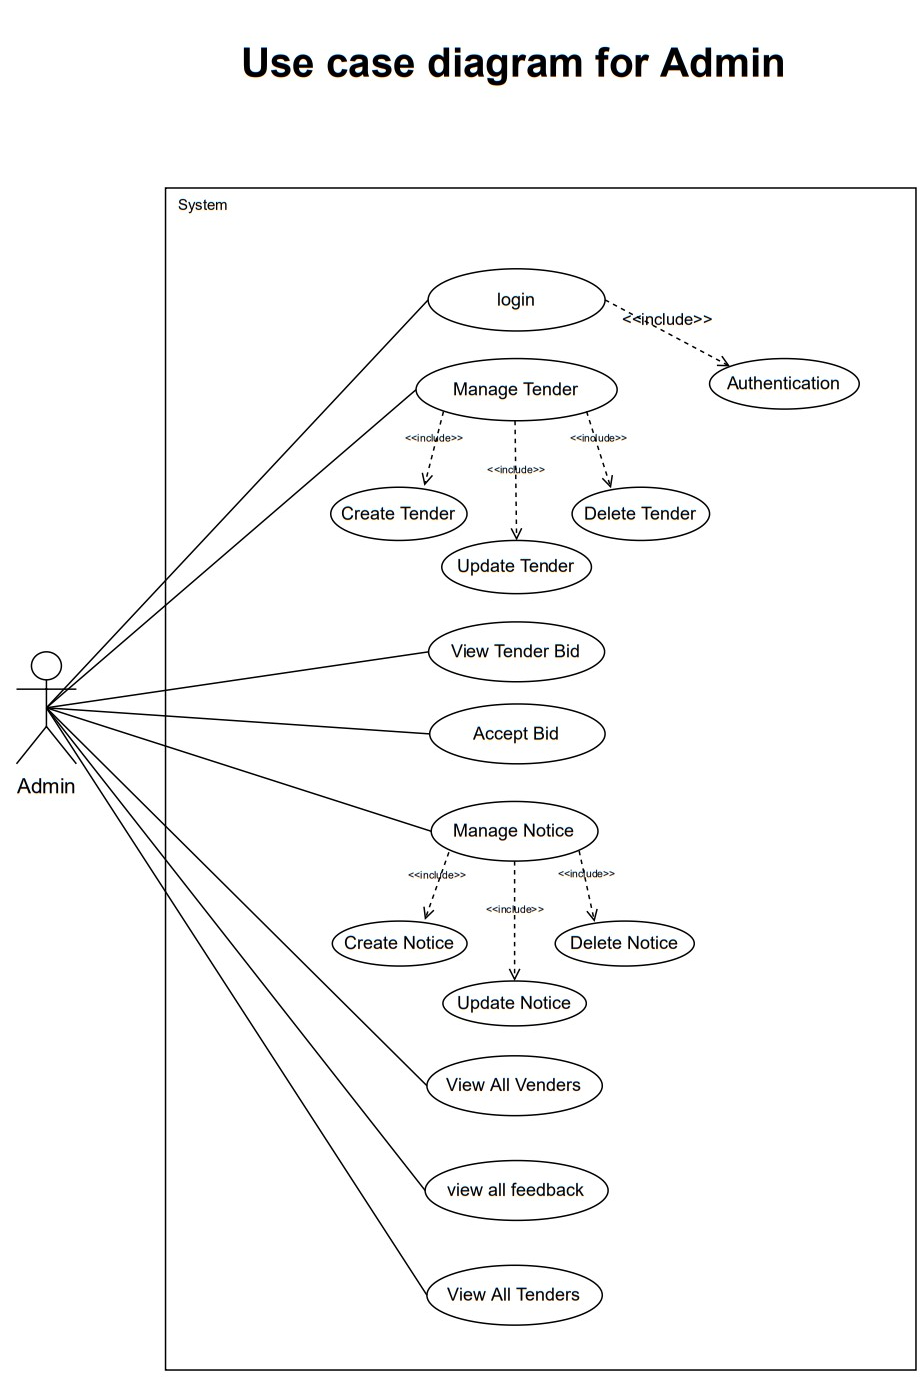 Use case diagram for Admin
System
login
<<include>>
Authentication
Manage Tender
<<include>>
<<include>>
<<include>>
Create Tender
Delete Tender
Update Tender
View Tender Bid
Accept Bid
Admin
Manage Notice
<<include>>
<<include>>
<<include>>
Create Notice
Delete Notice
Update Notice
View All Venders
view all feedback
View All Tenders